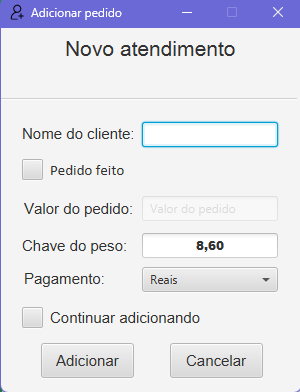 Adicionar pedido
Novo atendimento
Nome do cliente:
Pedido feito
Valor do pedido: Valor do pedido
Chave do peso: 8,60
Pagamento: Reais
Continuar adicionando
Adicionar Cancelar